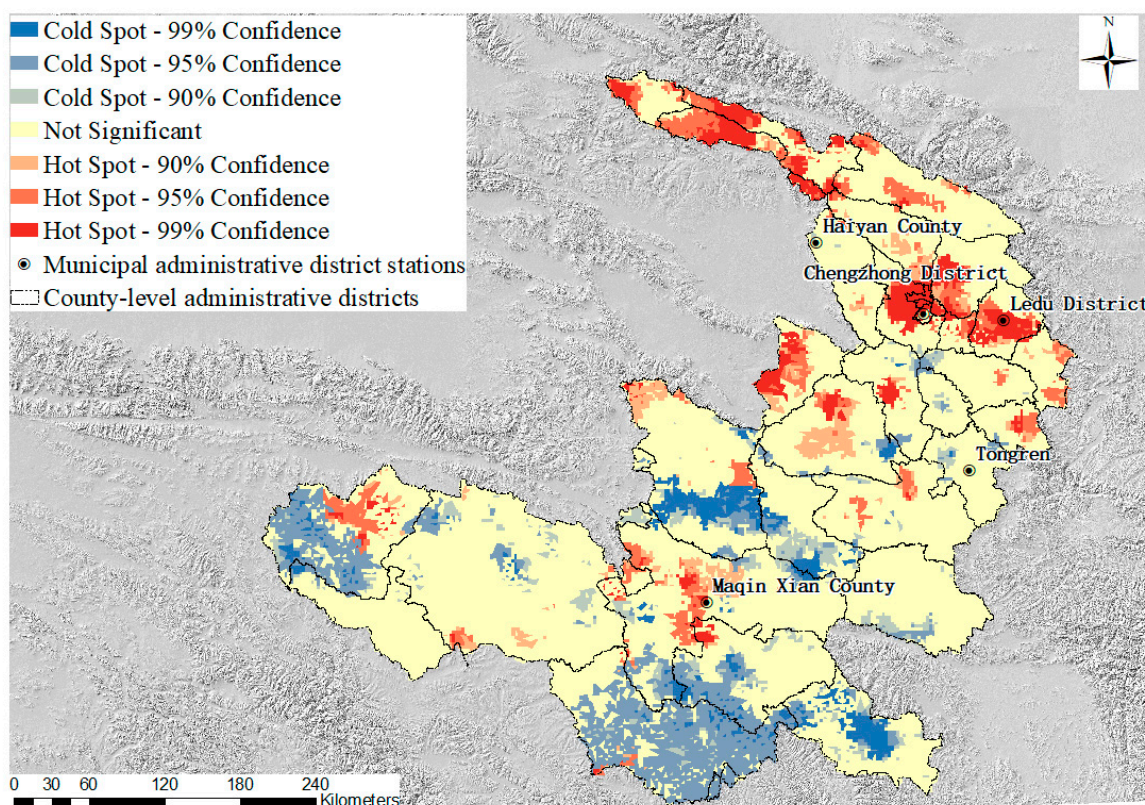 Cold Spot - 99% Confidence
Cold Spot - 95% Confidence
Cold Spot - 90% Confidence
Not Significant
Hot Spot - 90% Confidence
Hot Spot - 95% Confidence
Hot Spot - 99% Confidence
Municipal administrative district stations
County-level administrative districts
N
Haiyan County
Chengzhong District
Ledu District
Tongren
Maqin Xian County
0 30 60 120 180 240
Kilometers